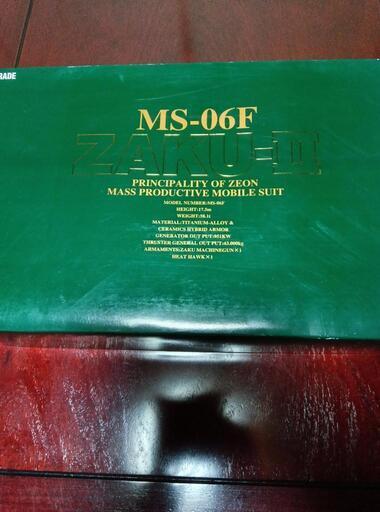 RADE
MS-06F
ZAKU-II
PRINCIPALITY OF ZEON
MASS PRODUCTIVE MOBILE SUIT
MODEL NUMBER:MS-06F
HEIGHT:17.5m
WEIGHT:58.1t
MATERIAL:TITANIUM-ALLOY &
CERAMICS HYBRID ARMOR
GENERATOR OUT PUT:951KW
THRUSTER GENERAL OUT PUT:43,000kg
ARMAMENTS:ZAKU MACHINEGUN×1
HEAT HAWK×1